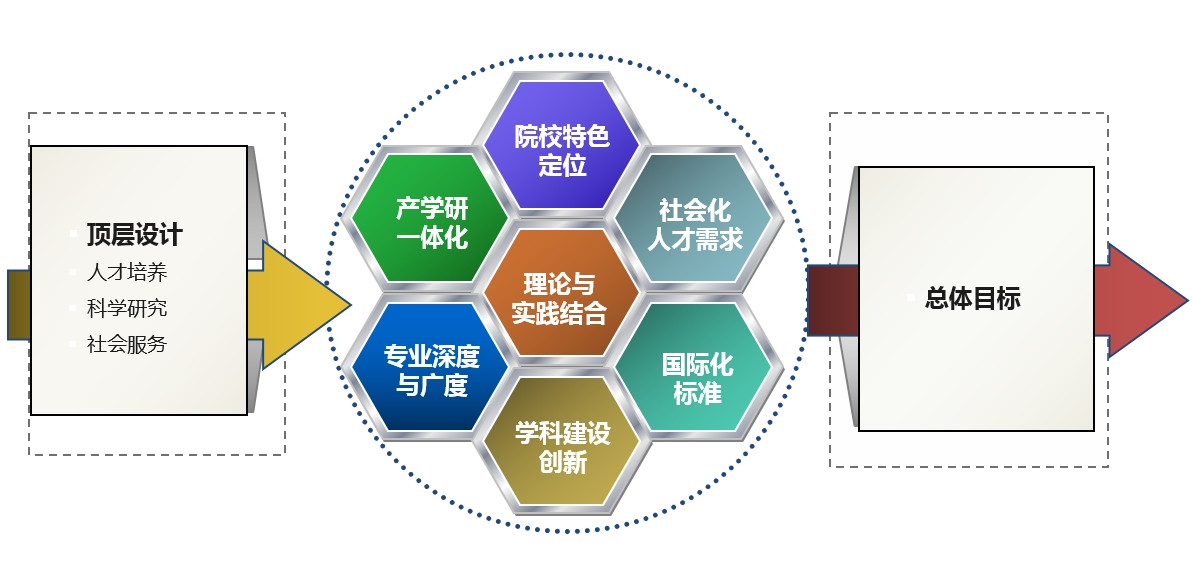 顶层设计
人才培养
科学研究
社会服务
院校特色
定位
产学研
一体化
社会化
人才需求
理论与
实践结合
专业深度
与广度
国际化
标准
学科建设
创新
总体目标